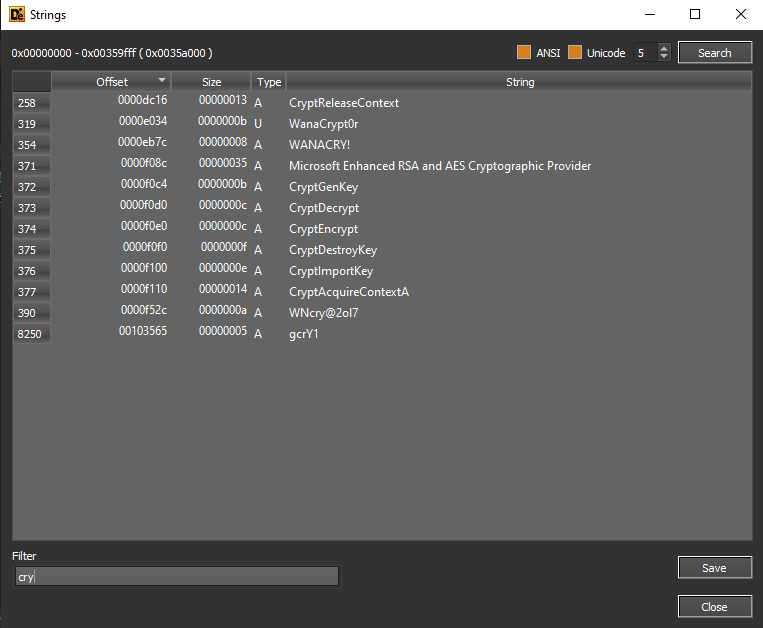 De Strings
0x00000000 - 0x00359fff ( 0x0035a000 ) ANSI Unicode 5 Search
Offset Size Type String
258 0000dc16 00000013 A CryptReleaseContext
319 0000e034 0000000b U WanaCrypt0r
354 0000eb7c 00000008 A WANACRY!
371 0000f08c 00000035 A Microsoft Enhanced RSA and AES Cryptographic Provider
372 0000f0c4 0000000b A CryptGenKey
373 0000f0d0 0000000c A CryptDecrypt
374 0000f0e0 0000000c A CryptEncrypt
375 0000f0f0 0000000f A CryptDestroyKey
376 0000f100 0000000e A CryptImportKey
377 0000f110 00000014 A CryptAcquireContextA
390 0000f52c 0000000a A WNcry@2ol7
8250 00103565 00000005 A gcrY1
Filter
cry
Save
Close